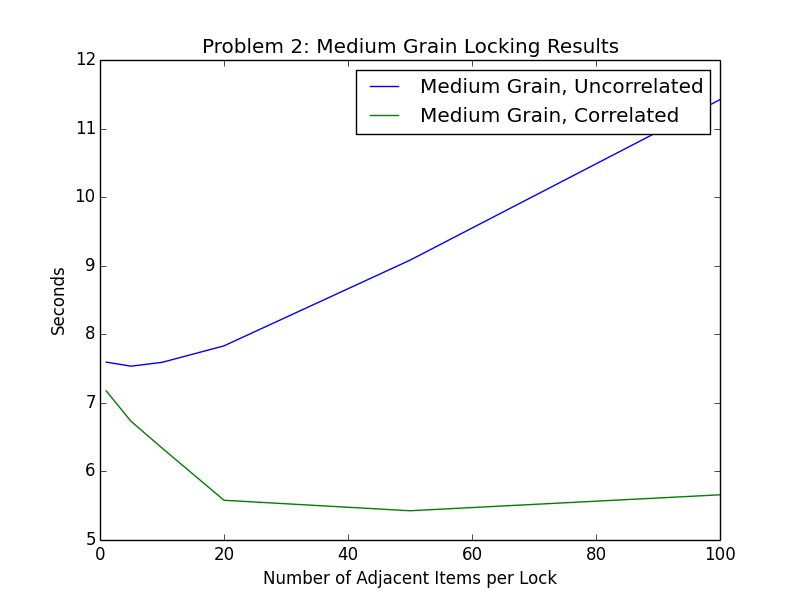 Problem 2: Medium Grain Locking Results
Medium Grain, Uncorrelated
Medium Grain, Correlated
12
11
10
9
8
7
6
5
Seconds
0 20 40 60 80 100
Number of Adjacent Items per Lock